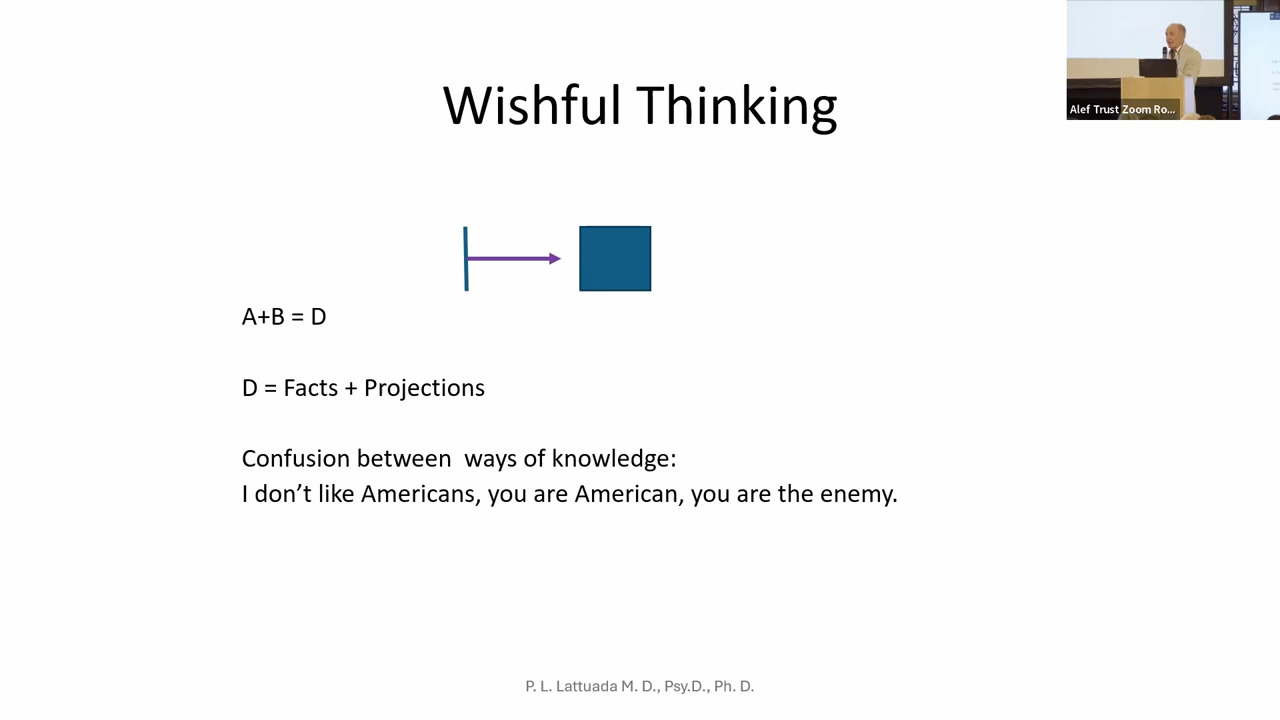 Alef Trust Zoom Ro...
Wishful Thinking
A+B = D
D = Facts + Projections
Confusion between  ways of knowledge:
I don’t like Americans, you are American, you are the enemy.
P. L. Lattuada M. D., Psy.D., Ph. D.